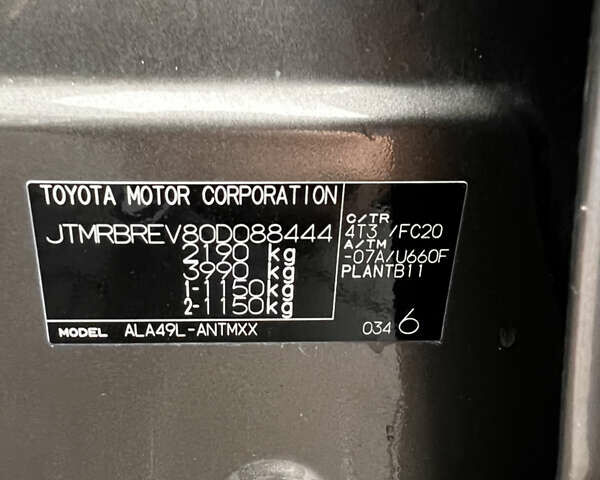 TOYOTA MOTOR CORPORATION
JTMRBREV80D088444
2190 kg
3990 kg
1-1150kg
2-1150kg
C/TR
4T3 /FC20
A/TM
-07A/U660F
PLANTB11
MODEL ALA49L-ANTMXX
034 6